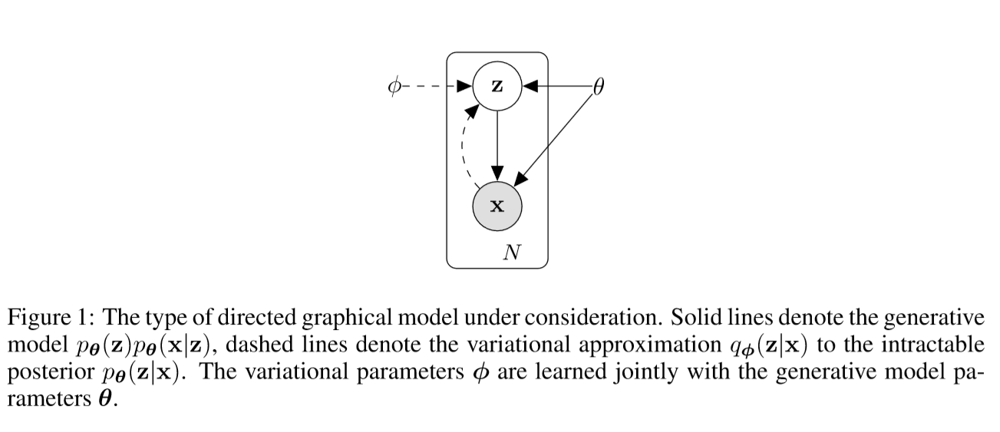 ϕ z θ
x
N
Figure 1: The type of directed graphical model under consideration. Solid lines denote the generative
model pθ(z)pθ(x|z), dashed lines denote the variational approximation qϕ(z|x) to the intractable
posterior pθ(z|x). The variational parameters ϕ are learned jointly with the generative model pa-
rameters θ.